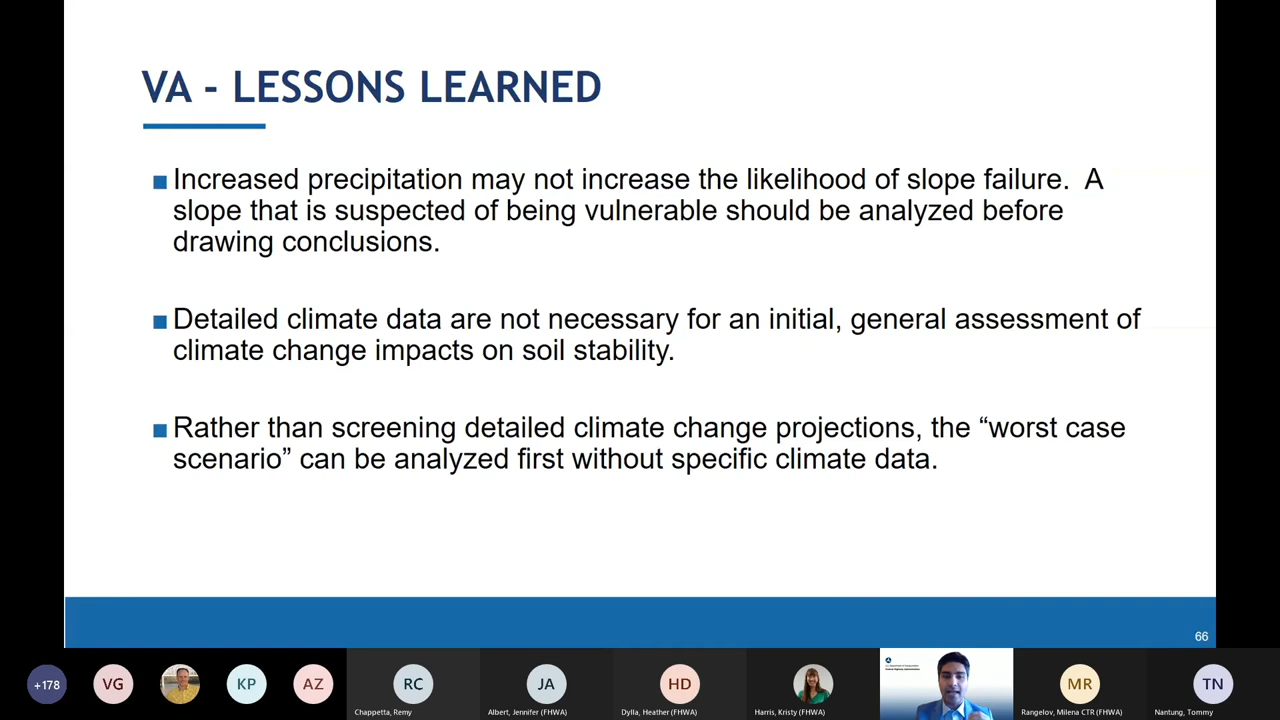 VA - LESSONS LEARNED
Increased precipitation may not increase the likelihood of slope failure.  A
slope that is suspected of being vulnerable should be analyzed before
drawing conclusions.
Detailed climate data are not necessary for an initial, general assessment of
climate change impacts on soil stability.
Rather than screening detailed climate change projections, the “worst case
scenario” can be analyzed first without specific climate data.
66
+178
VG
KP
AZ
RC
JA
HD
MR
TN
Chappetta, Remy
Albert, Jennifer (FHWA)
Dylla, Heather (FHWA)
Harris, Kristy (FHWA)
Rangelov, Milena CTR (FHWA)
Nantung, Tommy